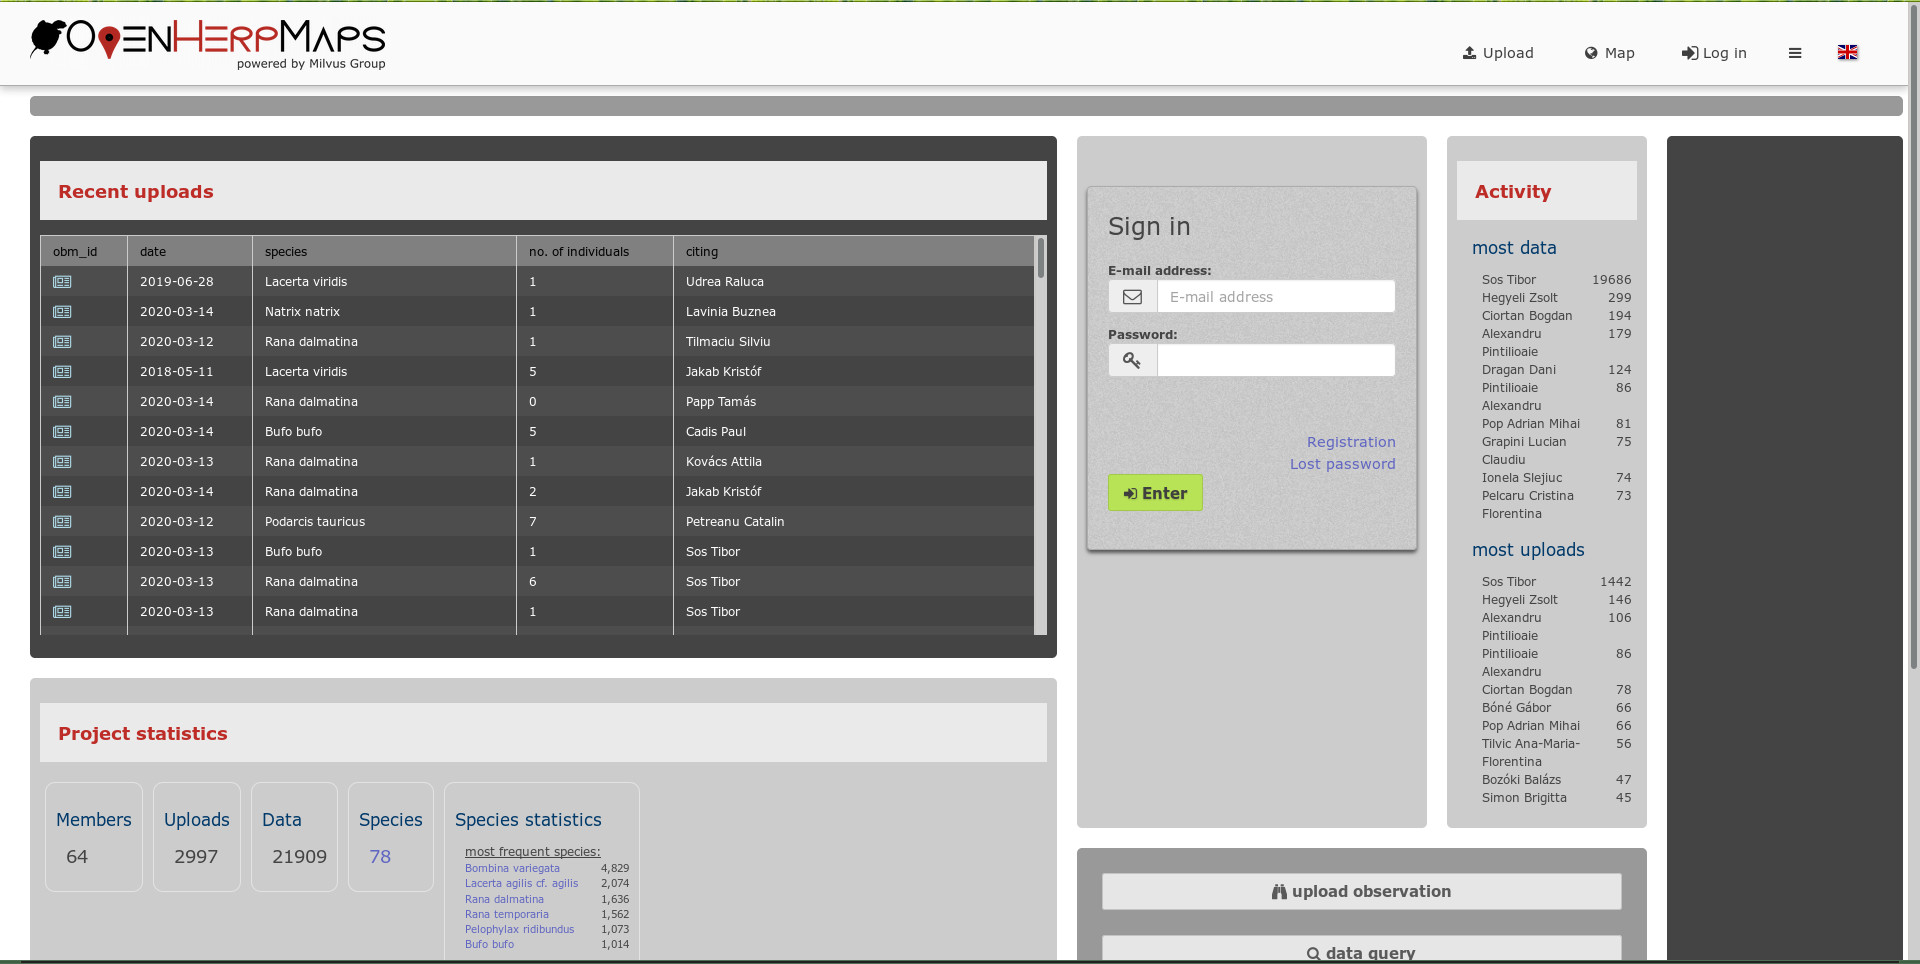 OpenHerpMaps
powered by Milvus Group
Upload Map Log in
Recent uploads
obm_id date species no. of individuals citing
2019-06-28 Lacerta viridis 1 Udrea Raluca
2020-03-14 Natrix natrix 1 Lavinia Buznea
2020-03-12 Rana dalmatina 1 Tilmaciu Silviu
2018-05-11 Lacerta viridis 5 Jakab Kristóf
2020-03-14 Rana dalmatina 0 Papp Tamás
2020-03-14 Bufo bufo 5 Cadis Paul
2020-03-13 Rana dalmatina 1 Kovács Attila
2020-03-14 Rana dalmatina 2 Jakab Kristóf
2020-03-12 Podarcis tauricus 7 Petreanu Catalin
2020-03-13 Bufo bufo 1 Sos Tibor
2020-03-13 Rana dalmatina 6 Sos Tibor
2020-03-13 Rana dalmatina 1 Sos Tibor
Sign in
E-mail address:
E-mail address
Password:
Registration
Lost password
Enter
Activity
most data
Sos Tibor 19686
Hegyeli Zsolt 299
Ciortan Bogdan 194
Alexandru 179
Pintilioaie
Dragan Dani 124
Pintilioaie 86
Alexandru
Pop Adrian Mihai 81
Grapini Lucian 75
Claudiu
Ionela Slejiuc 74
Pelcaru Cristina 73
Florentina
most uploads
Sos Tibor 1442
Hegyeli Zsolt 146
Alexandru 106
Pintilioaie
Pintilioaie 86
Alexandru
Ciortan Bogdan 78
Bóné Gábor 66
Pop Adrian Mihai 66
Tilvic Ana-Maria- 56
Florentina
Bozóki Balázs 47
Simon Brigitta 45
Project statistics
Members
64
Uploads
2997
Data
21909
Species
78
Species statistics
most frequent species:
Bombina variegata 4,829
Lacerta agilis cf. agilis 2,074
Rana dalmatina 1,636
Rana temporaria 1,562
Pelophylax ridibundus 1,073
Bufo bufo 1,014
upload observation
data query